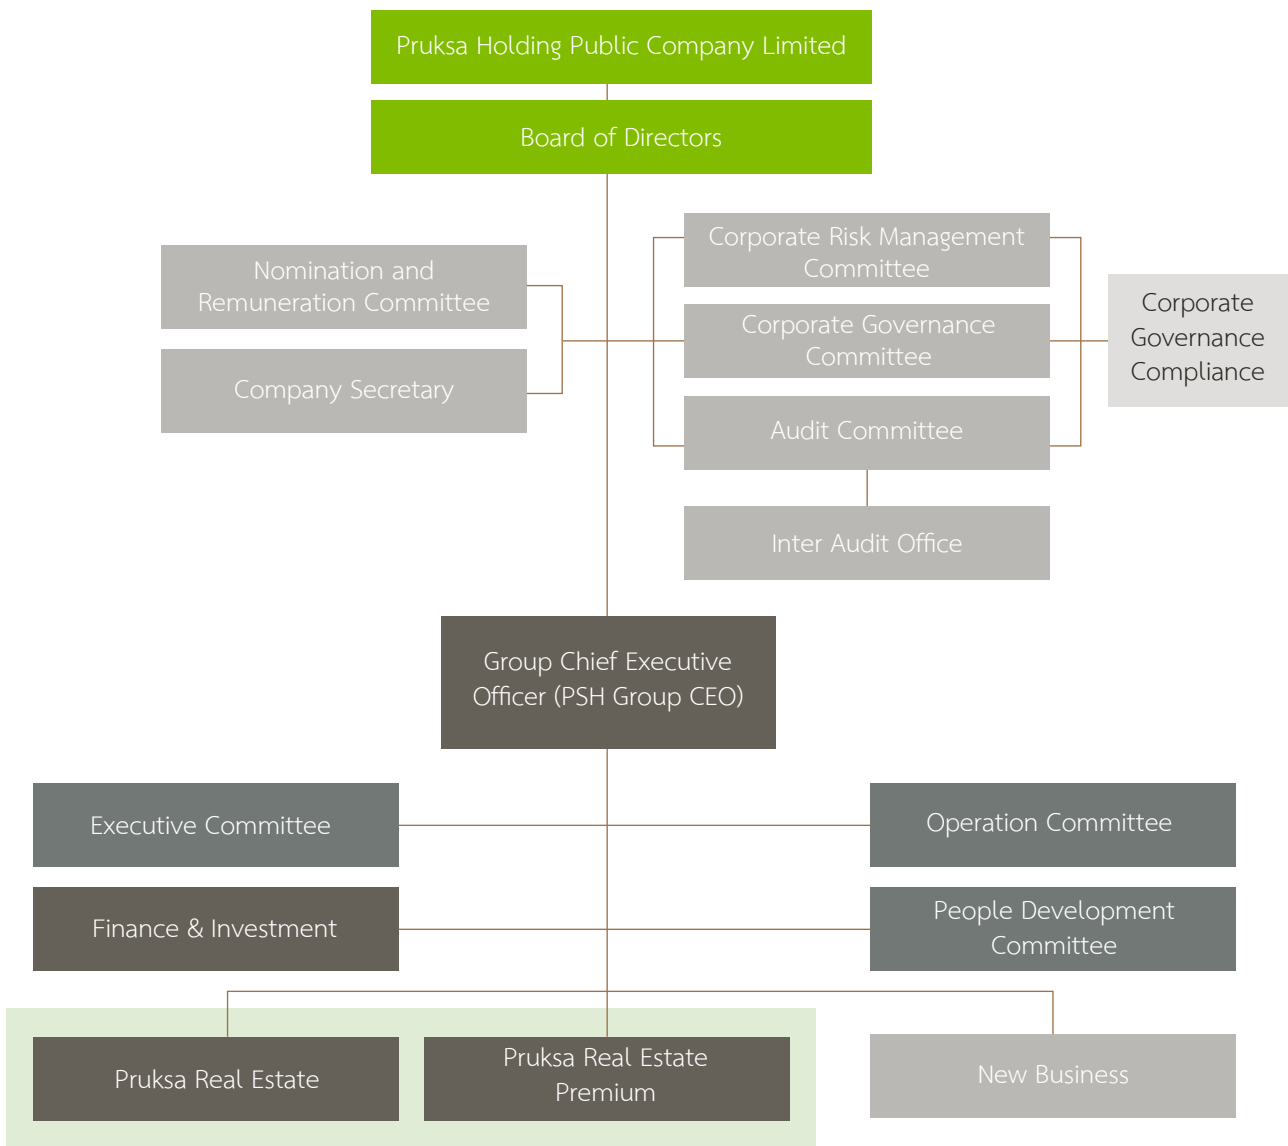 Pruksa Holding Public Company Limited
Board of Directors
Nomination and
Remuneration Committee
Company Secretary
Corporate Risk Management
Committee
Corporate Governance
Committee
Audit Committee
Inter Audit Office
Corporate
Governance
Compliance
Group Chief Executive
Officer (PSH Group CEO)
Executive Committee
Operation Committee
Finance & Investment
People Development
Committee
Pruksa Real Estate
Pruksa Real Estate
Premium
New Business